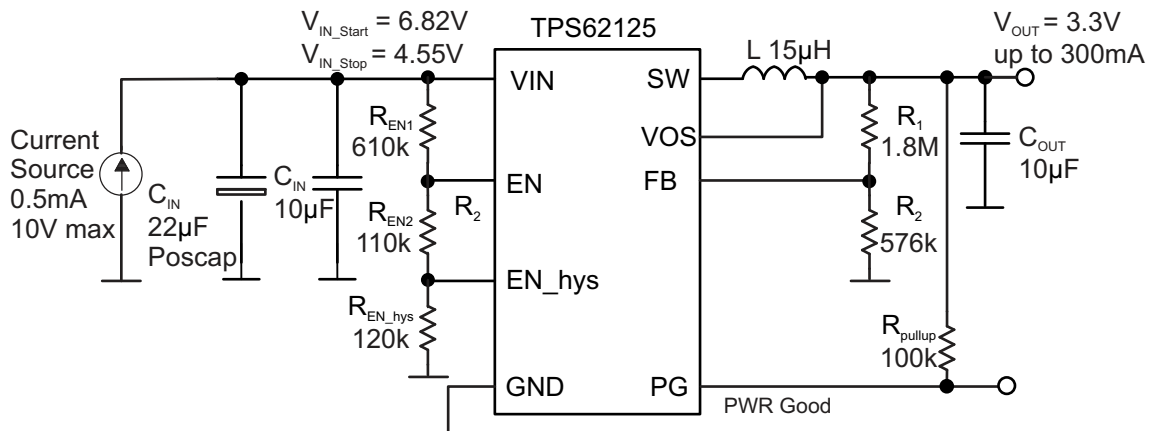 TPS62125
V_IN_Start = 6.82V
V_IN_Stop = 4.55V
V_OUT = 3.3V
up to 300mA
L 15µH
VIN
SW
R_EN1
610k
VOS
R_1
1.8M
C_OUT
10µF
Current
Source
0.5mA
10V max
C_IN
22µF
Poscap
C_IN
10µF
EN
FB
R_EN2
110k
R_2
R_2
576k
EN_hys
R_EN_hys
120k
R_pullup
100k
GND
PG
PWR Good